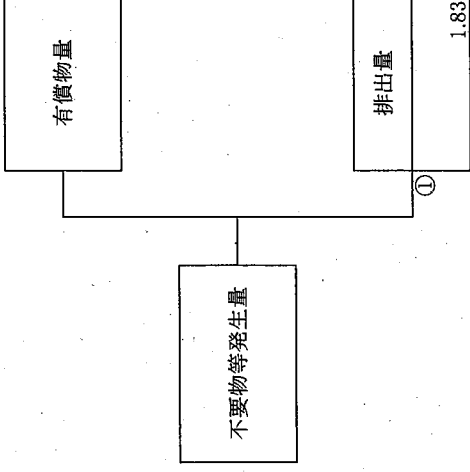 有償物量
不要物等発生量
排出量
①
1.83